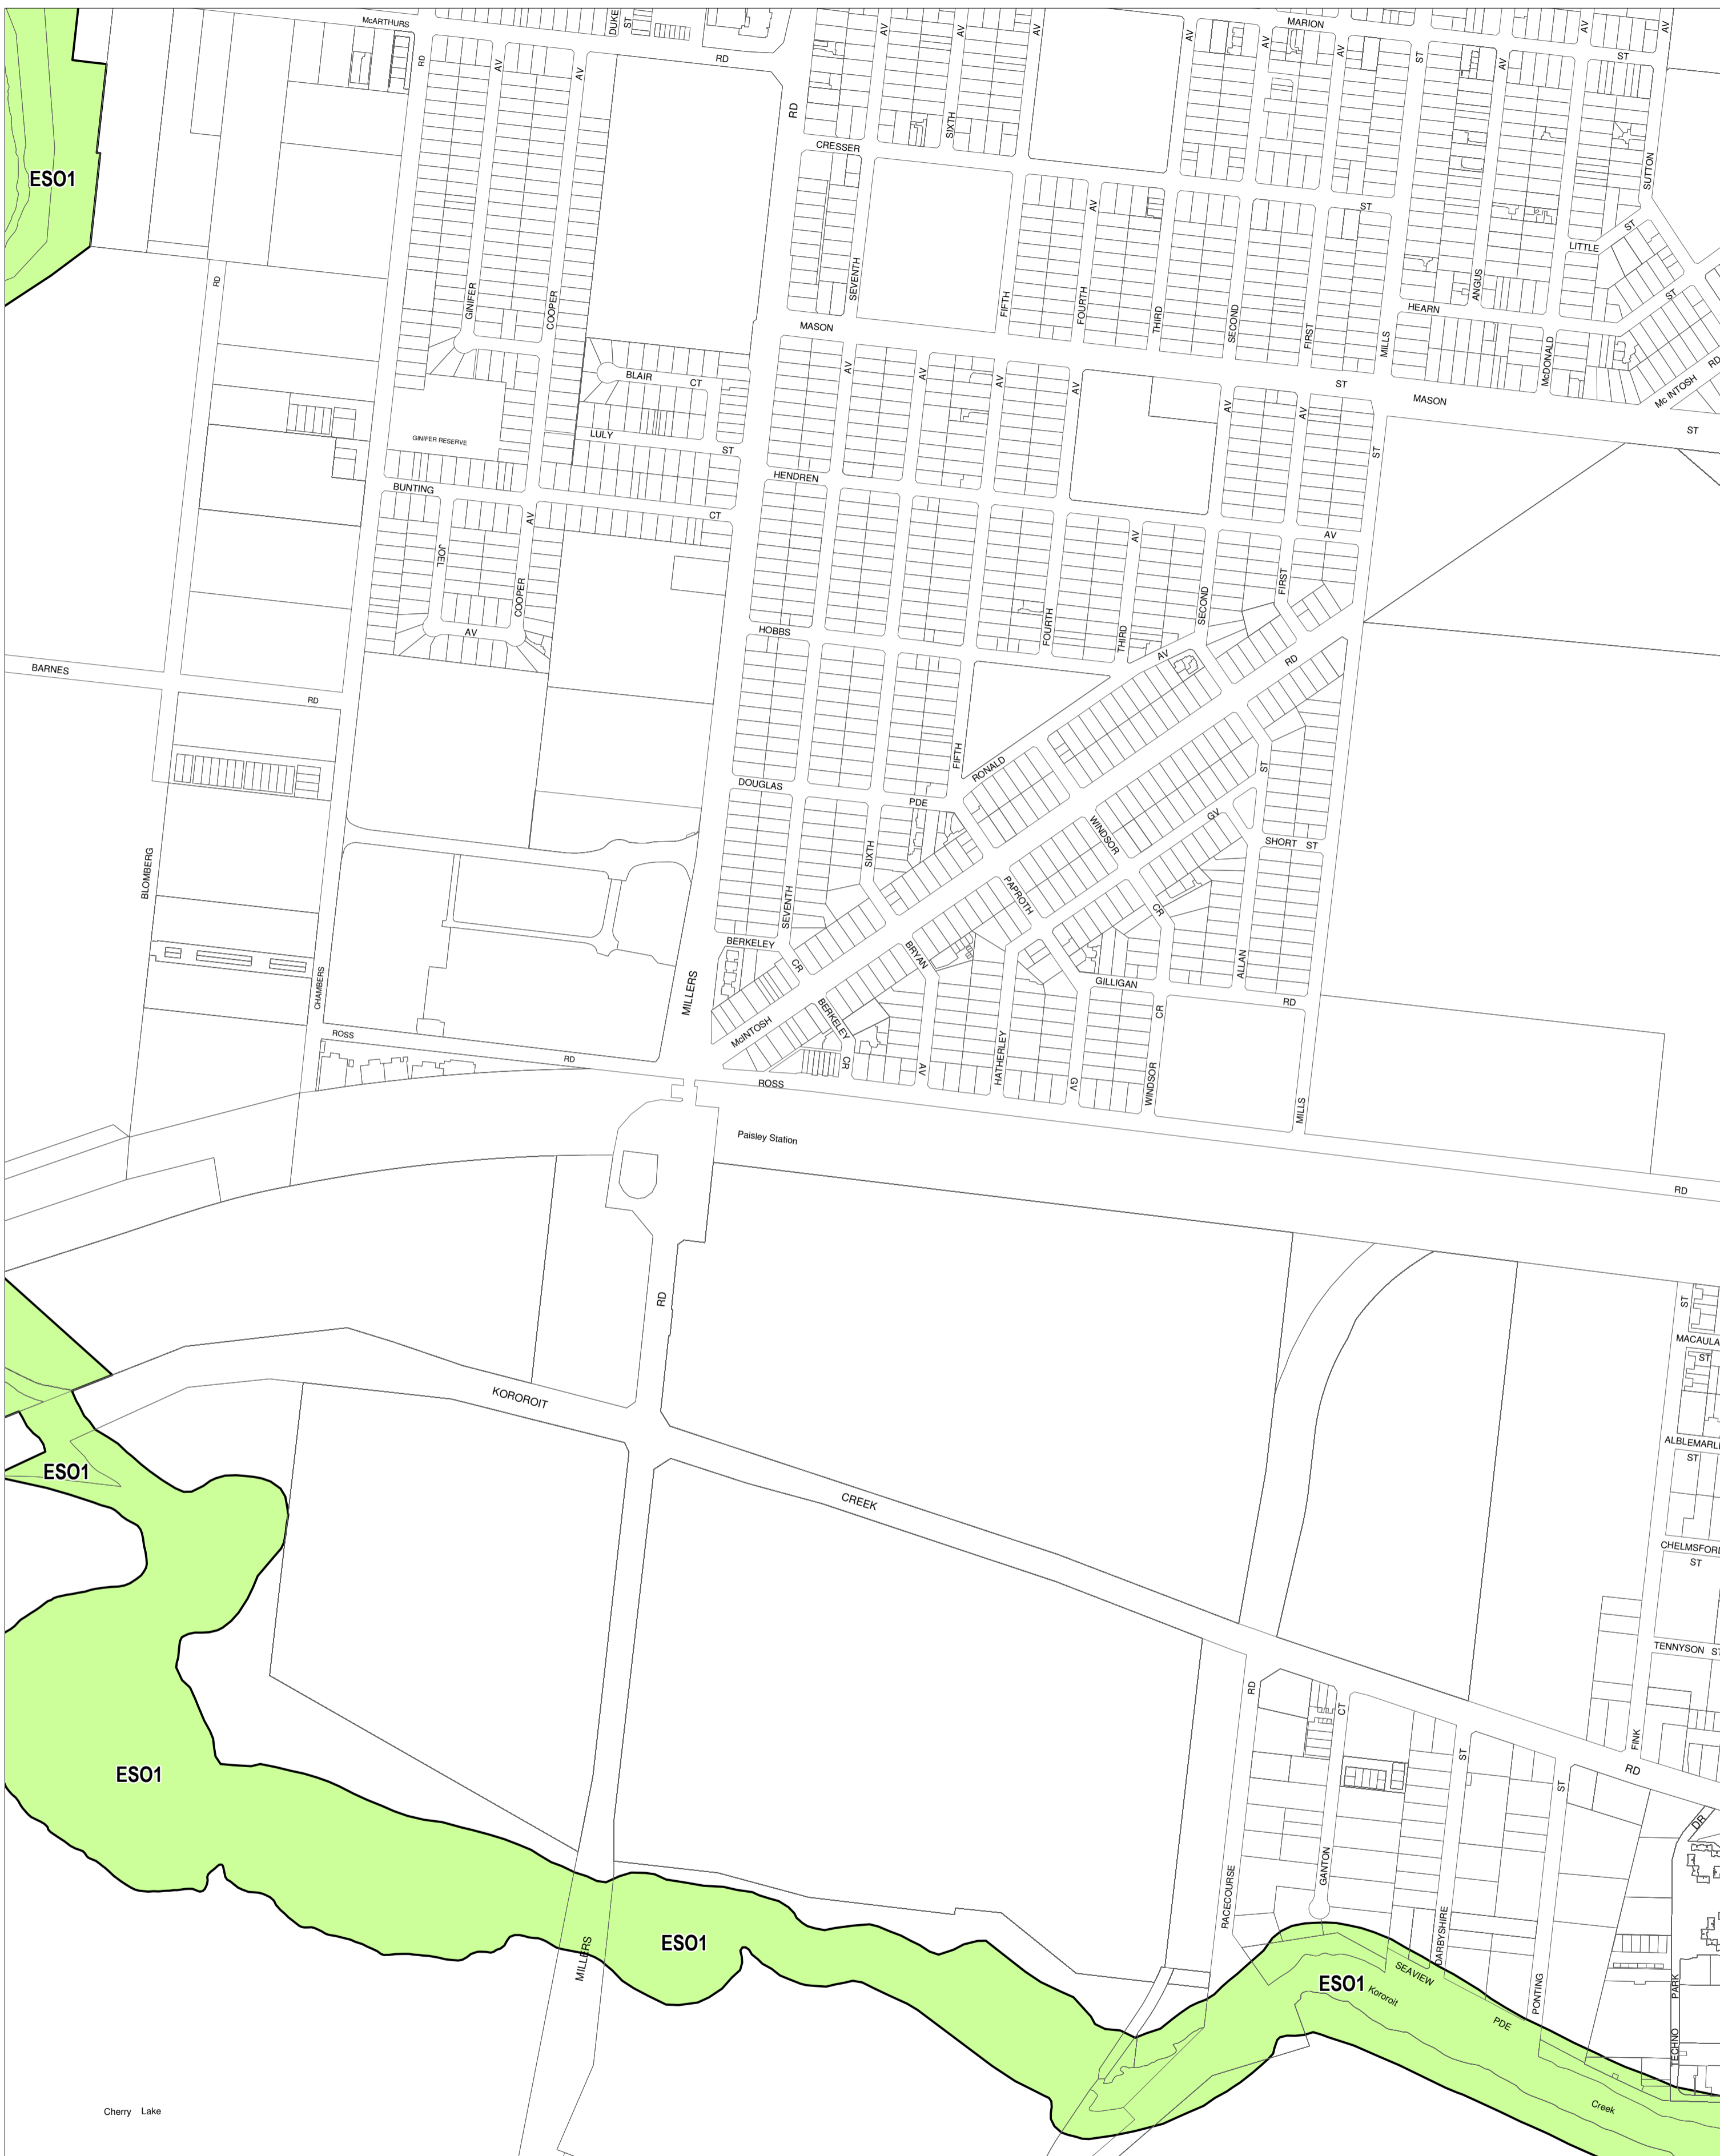 McARTHURS
DUKE
ST
AV
AV
AV
AV
MARION
AV
AV
ST
AV
AV
ST
AV
RD
AV
AV
RD
RD
SIXTH
CRESSER
SUTTON
ESO1
AV
ST
ST
LITTLE
RD
GINIFER
COOPER
SEVENTH
FIFTH
FOURTH
THIRD
SECOND
FIRST
MILLS
HEARN
ANGUS
ST
MASON
McDONALD
RD
BLAIR
CT
AV
AV
AV
AV
ST
Mc INTOSH
MASON
ST
AV
AV
LULY
GINIFER RESERVE
ST
ST
HENDREN
BUNTING
AV
CT
JOEL
AV
AV
COOPER
FIRST
SECOND
AV
HOBBS
FOURTH
THIRD
AV
RD
BARNES
RD
FIFTH
RONALD
ST
DOUGLAS
PDE
GV
WINDSOR
SHORT ST
BLOMBERG
SIXTH
SEVENTH
PAPROTH
CR
BERKELEY
BRYAN
CR
ALLAN
CHAMBERS
MILLERS
GILLIGAN
RD
ROSS
McINTOSH
BERKELEY
CR
HATHERLEY
CR
RD
AV
GV
WINDSOR
MILLS
ROSS
Paisley Station
RD
RD
ST
MACAULA
ST
KOROROIT
ALBLEMARL
ST
ESO1
CREEK
CHELMSFORD
ST
TENNYSON ST
RD
CT
FINK
ST
RD
ESO1
ST
DR
GANTON
RACECOURSE
DARBYSHIRE
ESO1
MILLERS
SEAVIEW
ESO1
Kororoit
PONTING
PARK
PDE
TECHNO
Creek
Cherry Lake